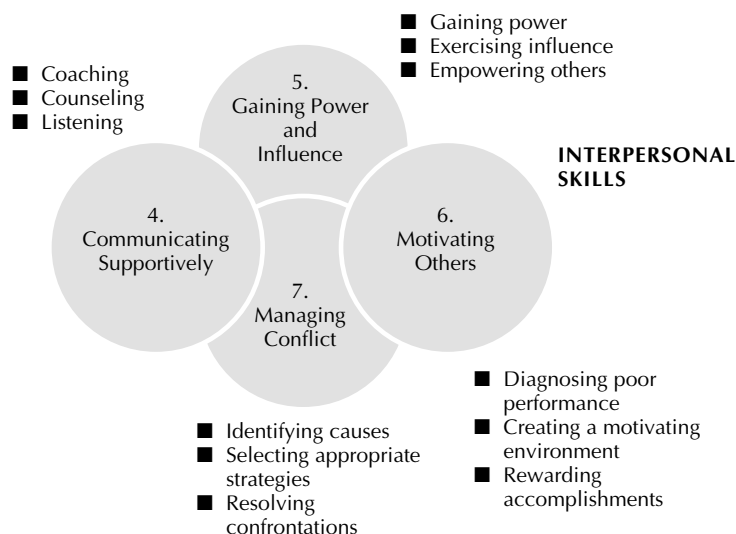 ■ Coaching
■ Counseling
■ Listening
5.
Gaining Power
and
Influence
■ Gaining power
■ Exercising influence
■ Empowering others
INTERPERSONAL
SKILLS
4.
Communicating
Supportively
6.
Motivating
Others
7.
Managing
Conflict
■ Identifying causes
■ Selecting appropriate
strategies
■ Resolving
confrontations
■ Diagnosing poor
performance
■ Creating a motivating
environment
■ Rewarding
accomplishments